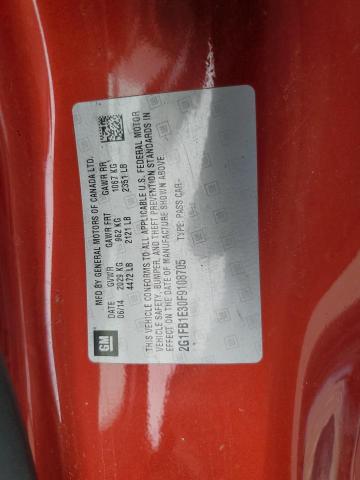 GM
MFD BY GENERAL MOTORS OF CANADA LTD.
DATE GVWR GAWR FRT GAWR RR
06/14 2029 KG 962 KG 1067 KG
4472 LB 2121 LB 2351 LB
THIS VEHICLE CONFORMS TO ALL APPLICABLE U.S. FEDERAL MOTOR
VEHICLE SAFETY, BUMPER, AND THEFT PREVENTION STANDARDS IN
EFFECT ON THE DATE OF MANUFACTURE SHOWN ABOVE.
2G1FB1E30F9108705 TYPE: PASS CAR